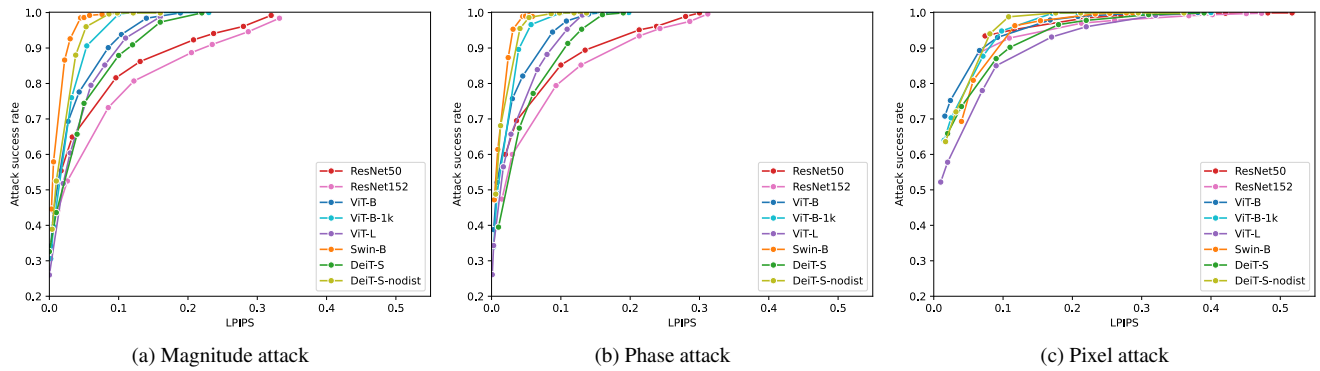 1.0
0.9
0.8
0.7
0.6
0.5
0.4
0.3
0.2
Attack success rate
0.0 0.1 0.2 0.3 0.4 0.5
LPIPS
ResNet50
ResNet152
ViT-B
ViT-B-1k
ViT-L
Swin-B
DeiT-S
DeiT-S-nodist
(a) Magnitude attack
1.0
0.9
0.8
0.7
0.6
0.5
0.4
0.3
0.2
Attack success rate
0.0 0.1 0.2 0.3 0.4 0.5
LPIPS
ResNet50
ResNet152
ViT-B
ViT-B-1k
ViT-L
Swin-B
DeiT-S
DeiT-S-nodist
(b) Phase attack
1.0
0.9
0.8
0.7
0.6
0.5
0.4
0.3
0.2
Attack success rate
0.0 0.1 0.2 0.3 0.4 0.5
LPIPS
ResNet50
ResNet152
ViT-B
ViT-B-1k
ViT-L
Swin-B
DeiT-S
DeiT-S-nodist
(c) Pixel attack